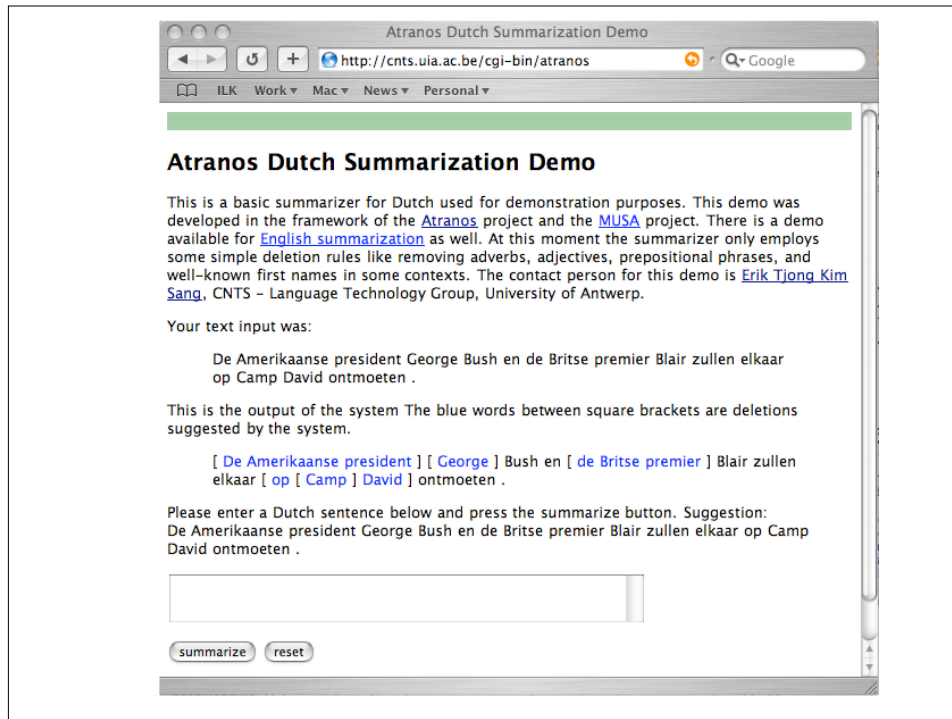 Atranos Dutch Summarization Demo
http://cnts.uia.ac.be/cgi-bin/atranos
Google
ILK Work Mac News Personal
Atranos Dutch Summarization Demo
This is a basic summarizer for Dutch used for demonstration purposes. This demo was
developed in the framework of the Atranos project and the MUSA project. There is a demo
available for English summarization as well. At this moment the summarizer only employs
some simple deletion rules like removing adverbs, adjectives, prepositional phrases, and
well-known first names in some contexts. The contact person for this demo is Erik Tjong Kim
Sang, CNTS - Language Technology Group, University of Antwerp.
Your text input was:
De Amerikaanse president George Bush en de Britse premier Blair zullen elkaar
op Camp David ontmoeten .
This is the output of the system The blue words between square brackets are deletions
suggested by the system.
[ De Amerikaanse president ] [ George ] Bush en [ de Britse premier ] Blair zullen
elkaar [ op [ Camp ] David ] ontmoeten .
Please enter a Dutch sentence below and press the summarize button. Suggestion:
De Amerikaanse president George Bush en de Britse premier Blair zullen elkaar op Camp
David ontmoeten .
summarize reset